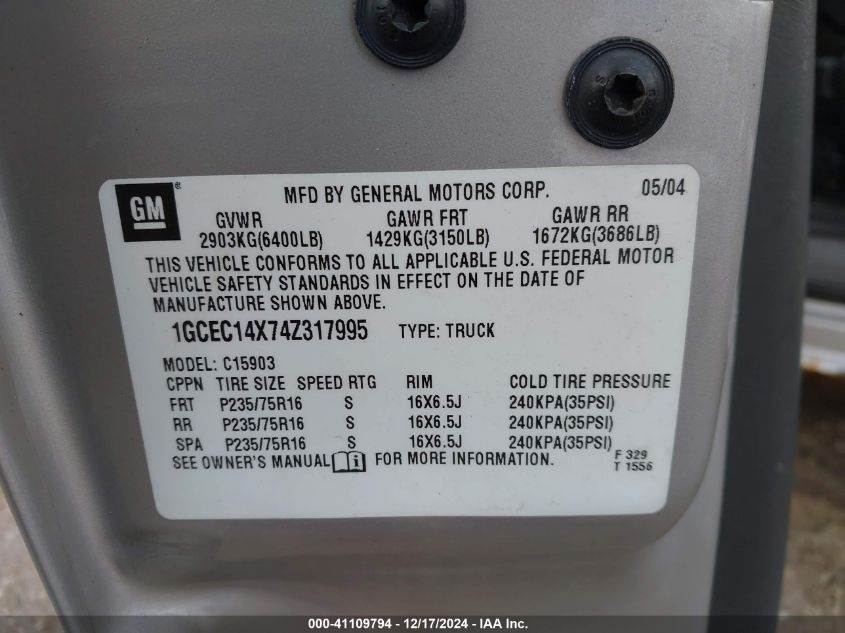 GM® MFD BY GENERAL MOTORS CORP. 05/04
GVWR GAWR FRT GAWR RR
2903KG(6400LB) 1429KG(3150LB) 1672KG(3686LB)
THIS VEHICLE CONFORMS TO ALL APPLICABLE U.S. FEDERAL MOTOR
VEHICLE SAFETY STANDARDS IN EFFECT ON THE DATE OF
MANUFACTURE SHOWN ABOVE.
1GCEC14X74Z317995 TYPE: TRUCK
MODEL: C15903
CPPN TIRE SIZE SPEED RTG RIM COLD TIRE PRESSURE
FRT P235/75R16 S 16X6.5J 240KPA(35PSI)
RR P235/75R16 S 16X6.5J 240KPA(35PSI)
SPA P235/75R16 S 16X6.5J 240KPA(35PSI)
SEE OWNER'S MANUAL i FOR MORE INFORMATION. F 329
T 1556
000-41109794 - 12/17/2024 - IAA Inc.